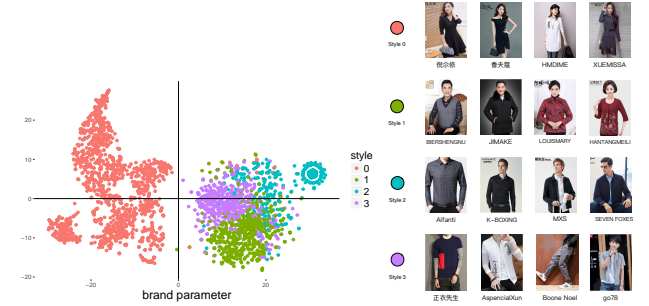 20
10
0
−10
−20
−20
0
20
brand parameter
style
0
1
2
3
Style 0
倪尔依
香夫蔻
HMDIME
XUEMISSA
Style 1
BIERSHENGNU
JIMAKE
LOUISMARY
HANTANGMEILI
Style 2
Alfanti
K-BOXING
MXS
SEVEN FOXES
Style 3
正衣先生
AspencialXun
Boone Noel
go78